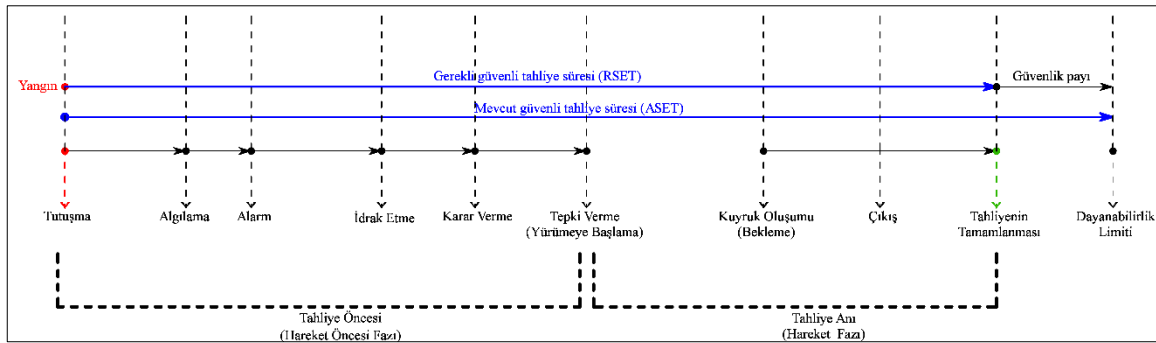 Gerekli güvenli tahliye süresi (RSET)
Güvenlik payı
Yangın
Mevcut güvenli tahliye süresi (ASET)
Tutuşma
Algılama
Alarm
İdrak Etme
Karar Verme
Tepki Verme
(Yürümeye Başlama)
Kuyruk Oluşumu
(Bekleme)
Çıkış
Tahliyenin
Tamamlanması
Dayanabilirlik
Limiti
Tahliye Öncesi
(Hareket Öncesi Fazı)
Tahliye Anı
(Hareket Fazı)